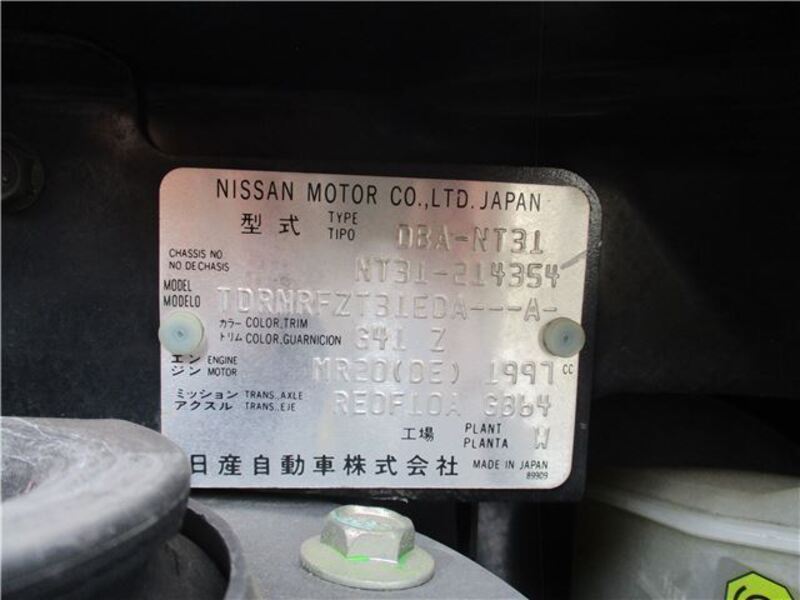 NISSAN MOTOR CO.,LTD. JAPAN
型式 TYPE TIPO DBA-NT31
CHASSIS NO
NO DE CHASIS NT31-214354
MODEL
MODELO TDRNRFZT31EDA---A-
カラー COLOR,TRIM
トリム COLOR,GUARNICION G41 Z
エンジン ENGINE MOTOR MR20(DE) 1997 CC
ミッション TRANS.,AXLE
アクスル TRANS.,EJE RE0F10A GB64
工場 PLANT PLANTA W
日産自動車株式会社 MADE IN JAPAN
89909